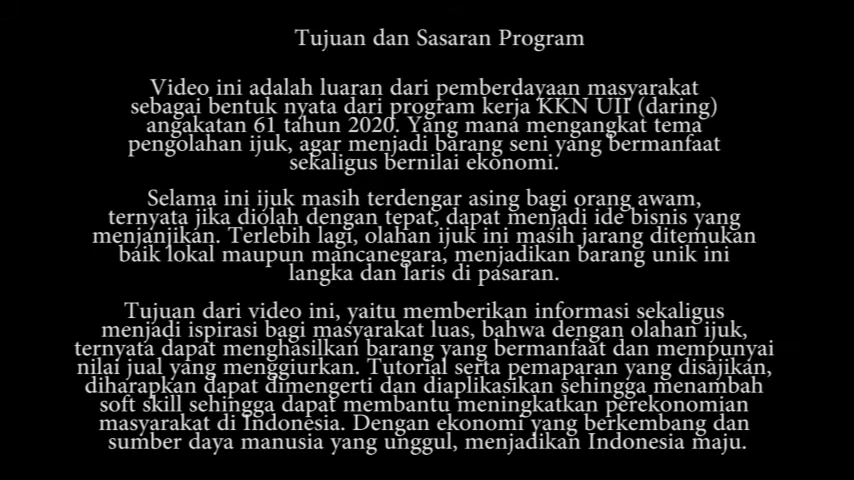 Tujuan dan Sasaran Program
Video ini adalah luaran dari pemberdayaan masyarakat
sebagai bentuk nyata dari program kerja KKN UII (daring)
angakatan 61 tahun 2020. Yang mana mengangkat tema
pengolahan ijuk, agar menjadi barang seni yang bermanfaat
sekaligus bernilai ekonomi.
Selama ini ijuk masih terdengar asing bagi orang awam,
ternyata jika diolah dengan tepat, dapat menjadi ide bisnis yang
menjanjikan. Terlebih lagi, olahan ijuk ini masih jarang ditemukan
baik lokal maupun mancanegara, menjadikan barang unik ini
langka dan laris di pasaran.
Tujuan dari video ini, yaitu memberikan informasi sekaligus
menjadi ispirasi bagi masyarakat luas, bahwa dengan olahan ijuk,
ternyata dapat menghasilkan barang yang bermanfaat dan mempunyai
nilai jual yang menggiurkan. Tutorial serta pemaparan yang disajikan,
diharapkan dapat dimengerti dan diaplikasikan sehingga menambah
soft skill sehingga dapat membantu meningkatkan perekonomian
masyarakat di Indonesia. Dengan ekonomi yang berkembang dan
sumber daya manusia yang unggul, menjadikan Indonesia maju.